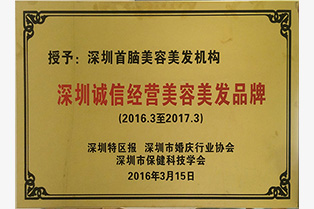 授予：深圳首脑美容美发机构
深圳诚信经营美容美发品牌
(2016.3至2017.3)
深圳特区报 深圳市婚庆行业协会
深圳市保健科技学会
2016年3月15日